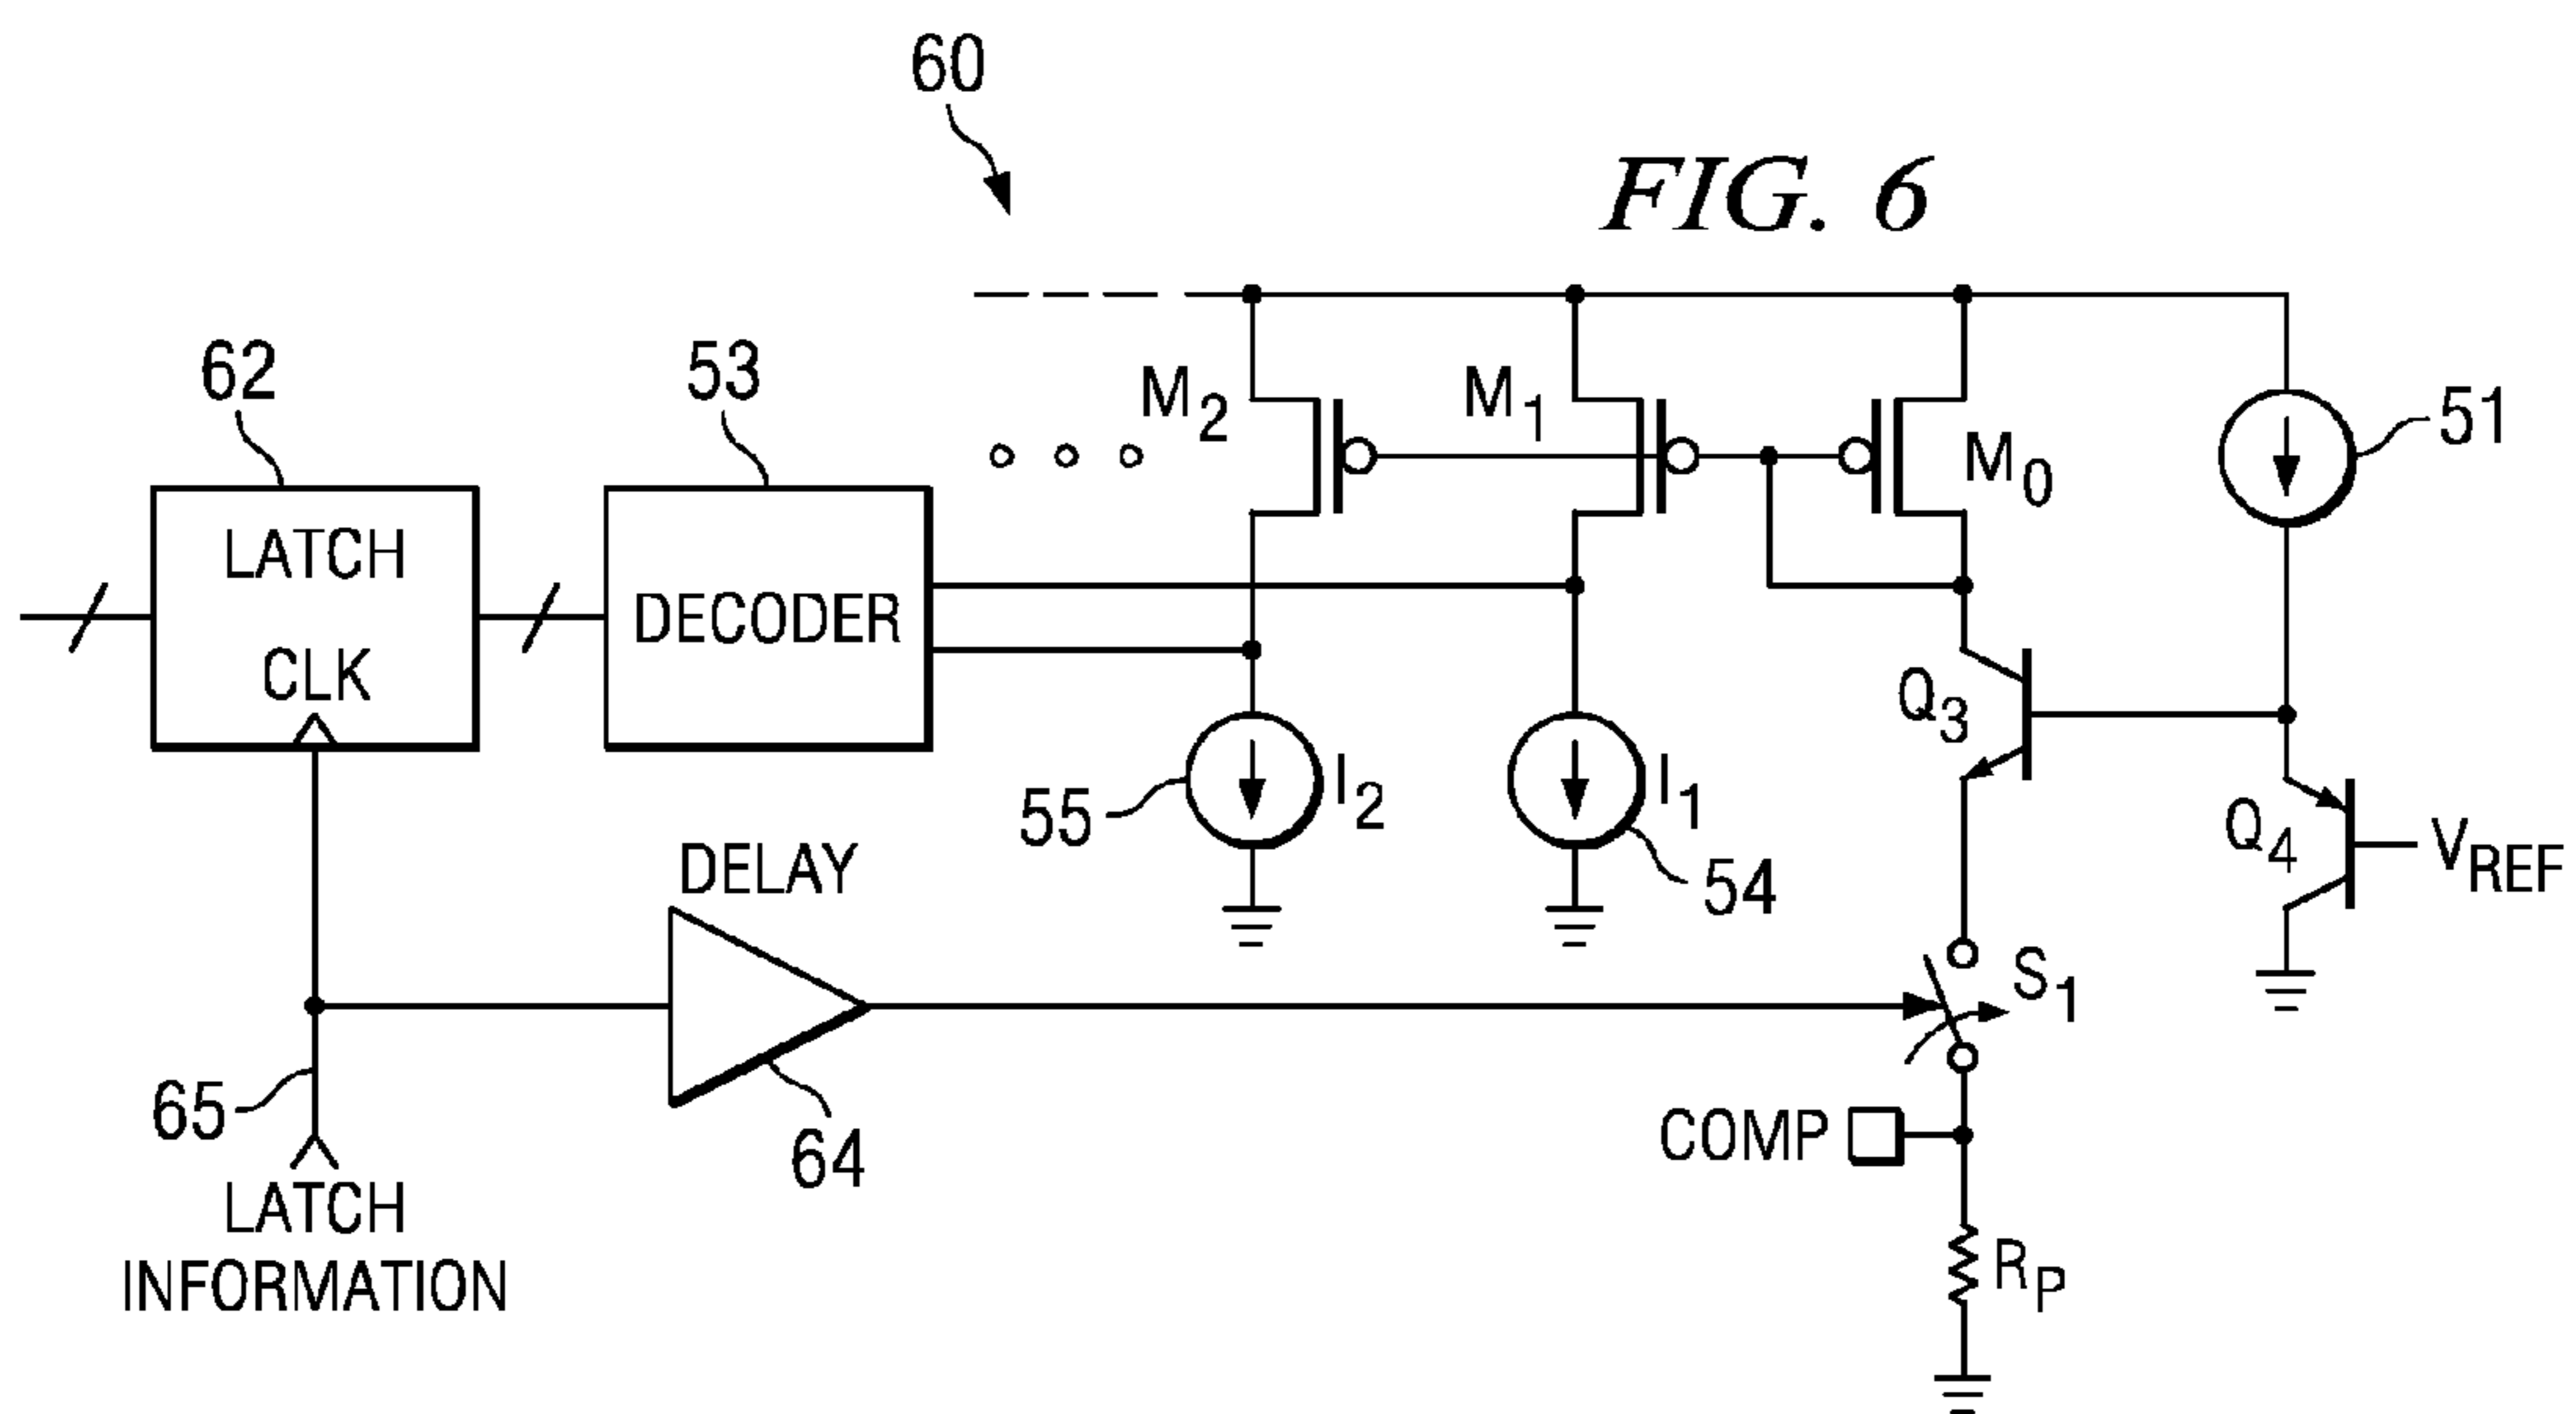 60
FIG. 6
62
53
M2
M1
M0
51
LATCH
CLK
DECODER
Q3
55
I2
I1
54
Q4
VREF
DELAY
S1
65
64
COMP
LATCH
INFORMATION
RP